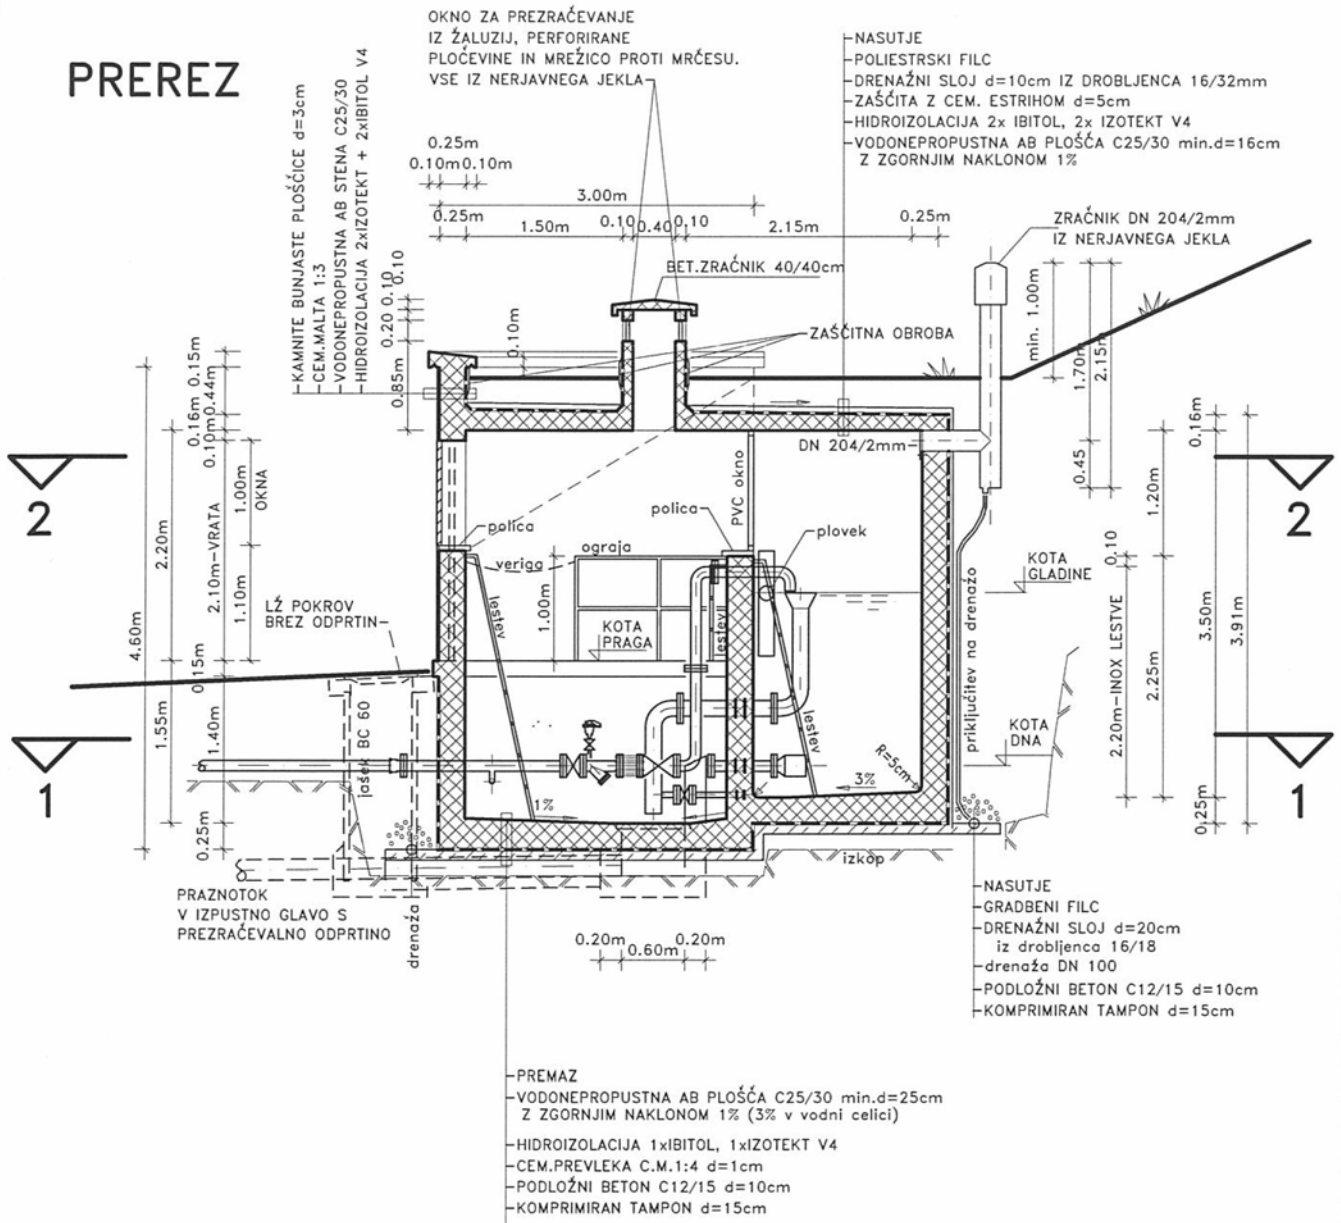 PREREZ
OKNO ZA PREZRAČEVANJE
IZ ŽALUZIJ, PERFORIRANE
PLOČEVINE IN MREŽICO PROTI MRČESU.
VSE IZ NERJAVNEGA JEKLA
KAMNITE BUNJASTE PLOŠČICE d=3cm
CEM.MALTA 1:3
VODONEPROPUSTNA AB STENA C25/30
HIDROIZOLACIJA 2xIZOTEKT + 2xIBITOL V4
NASUTJE
POLIESTRSKI FILC
DRENAŽNI SLOJ d=10cm IZ DROBLJENCA 16/32mm
ZAŠČITA Z CEM. ESTRIHOM d=5cm
HIDROIZOLACIJA 2x IBITOL, 2x IZOTEKT V4
VODONEPROPUSTNA AB PLOŠČA C25/30 min.d=16cm
Z ZGORNJIM NAKLONOM 1%
0.25m
0.10m 0.10m
3.00m
0.25m 1.50m 0.10 0.40 0.10 2.15m 0.25m
ZRAČNIK DN 204/2mm
IZ NERJAVNEGA JEKLA
BET.ZRAČNIK 40/40cm
0.10
0.10
0.20
0.85m
0.10m
ZAŠČITNA OBROBA
min. 1.00m
1.70m
2.15m
0.45
0.15m
0.44m
0.16m
0.10m
1.00m
OKNA
2.20m
2.10m-VRATA
1.10m
4.60m
0.15m
1.55m
1.40m
0.25m
DN 204/2mm
PVC okno
0.16m
1.20m
0.10
2.20m-INOX LESTVE
2.25m
3.50m
3.91m
0.25m
2
2
polica
polica
plovek
ograja
veriga
lestev
1.00m
KOTA
PRAGA
lestev
lestev
KOTA
GLADINE
priključitev na drenažo
LŽ POKROV
BREZ ODPRTIN
KOTA
DNA
1
1
jašek BC 60
R=5cm
3%
1%
izkop
PRAZNOTOK
V IZPUSTNO GLAVO S
PREZRAČEVALNO ODPRTINO
drenaža
0.20m 0.60m 0.20m
NASUTJE
GRADBENI FILC
DRENAŽNI SLOJ d=20cm
iz drobljenca 16/18
drenaža DN 100
PODLOŽNI BETON C12/15 d=10cm
KOMPRIMIRAN TAMPON d=15cm
PREMAZ
VODONEPROPUSTNA AB PLOŠČA C25/30 min.d=25cm
Z ZGORNJIM NAKLONOM 1% (3% v vodni celici)
HIDROIZOLACIJA 1xIBITOL, 1xIZOTEKT V4
CEM.PREVLEKA C.M.1:4 d=1cm
PODLOŽNI BETON C12/15 d=10cm
KOMPRIMIRAN TAMPON d=15cm